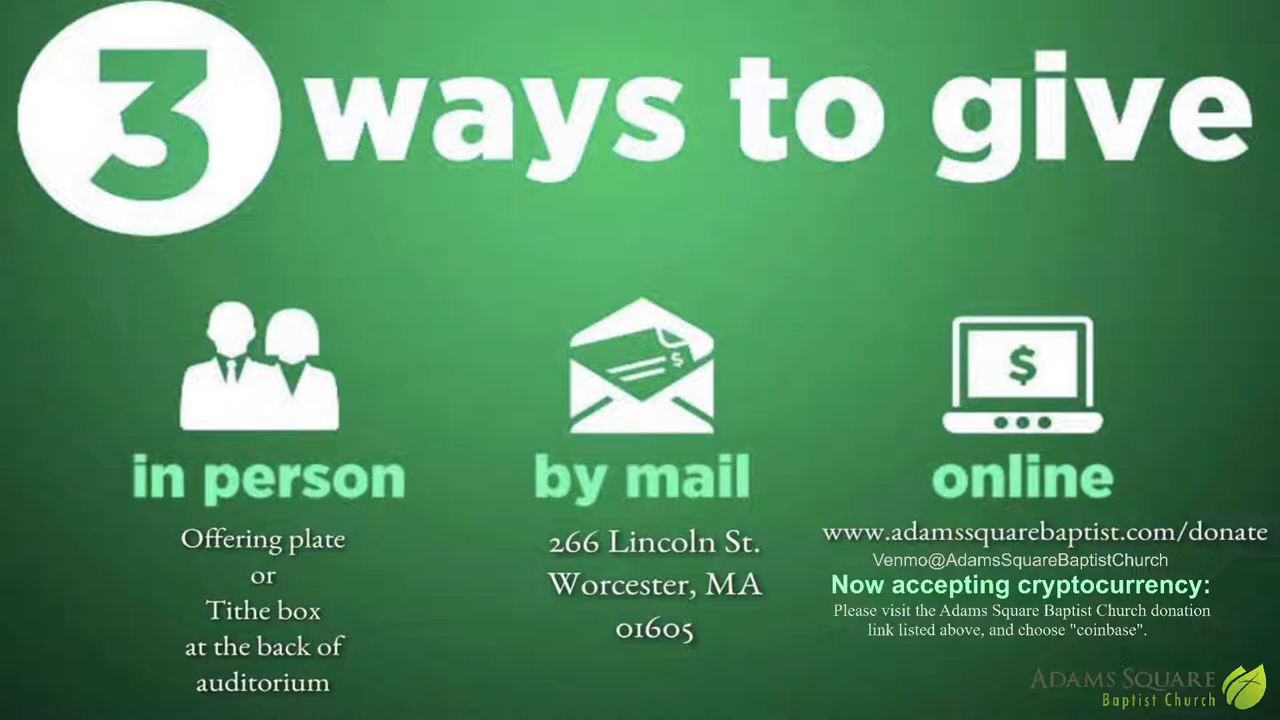 3 ways to give
$
$
in person
Offering plate
or
Tithe box
at the back of
auditorium
by mail
266 Lincoln St.
Worcester, MA
01605
online
www.adamssquarebaptist.com/donate
Venmo@AdamsSquareBaptistChurch
Now accepting cryptocurrency:
Please visit the Adams Square Baptist Church donation
link listed above, and choose "coinbase".
Adams Square
Baptist Church